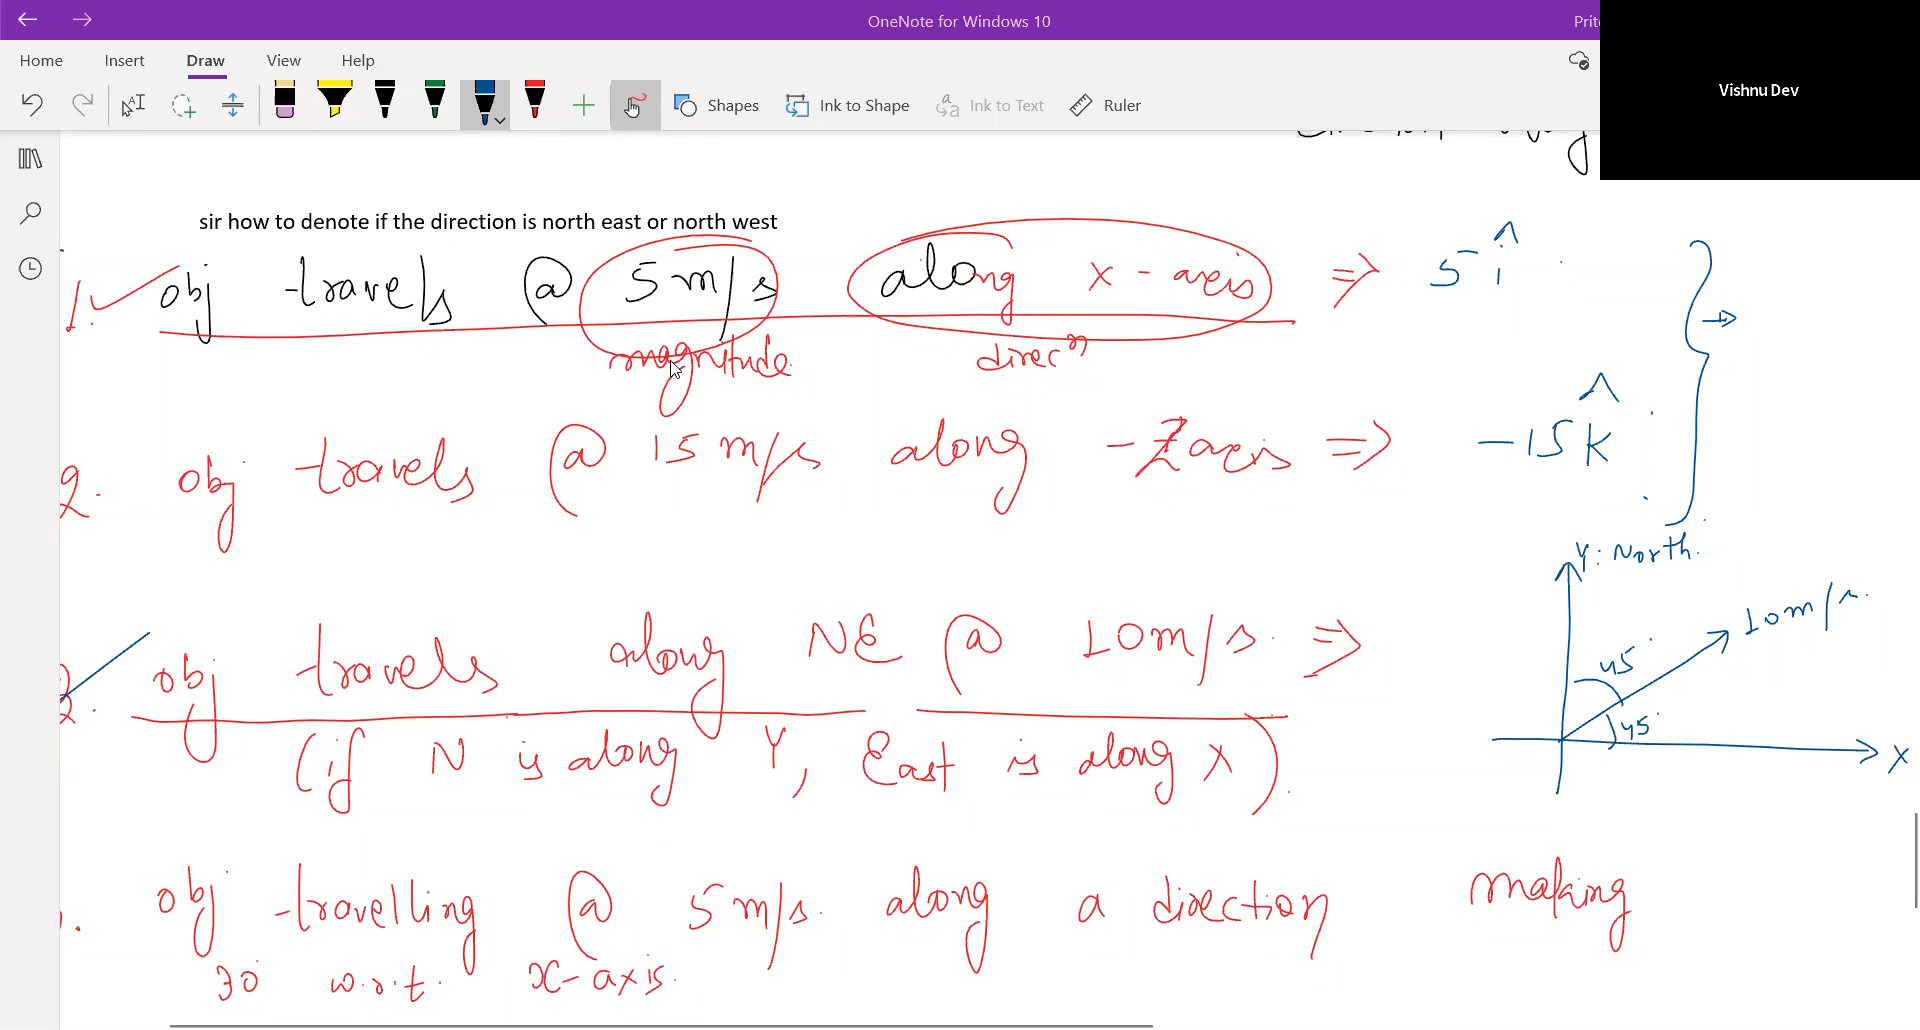 OneNote for Windows 10
Home Insert Draw View Help
Shapes Ink to Shape Ink to Text Ruler
Vishnu Dev
sir how to denote if the direction is north east or north west
1. obj travels @ 5 m/s along x - axis ⇒ 5 î
magnitude direcⁿ
2. obj travels @ 15 m/s along - Z axis ⇒ -15 k̂
Y: North.
10 m/s.
45°
45°
X
3. obj travels along NE @ 10 m/s. ⇒
(if N is along Y, East is along X).
obj travelling @ 5 m/s. along a direction making
30° w.r.t. x-axis.